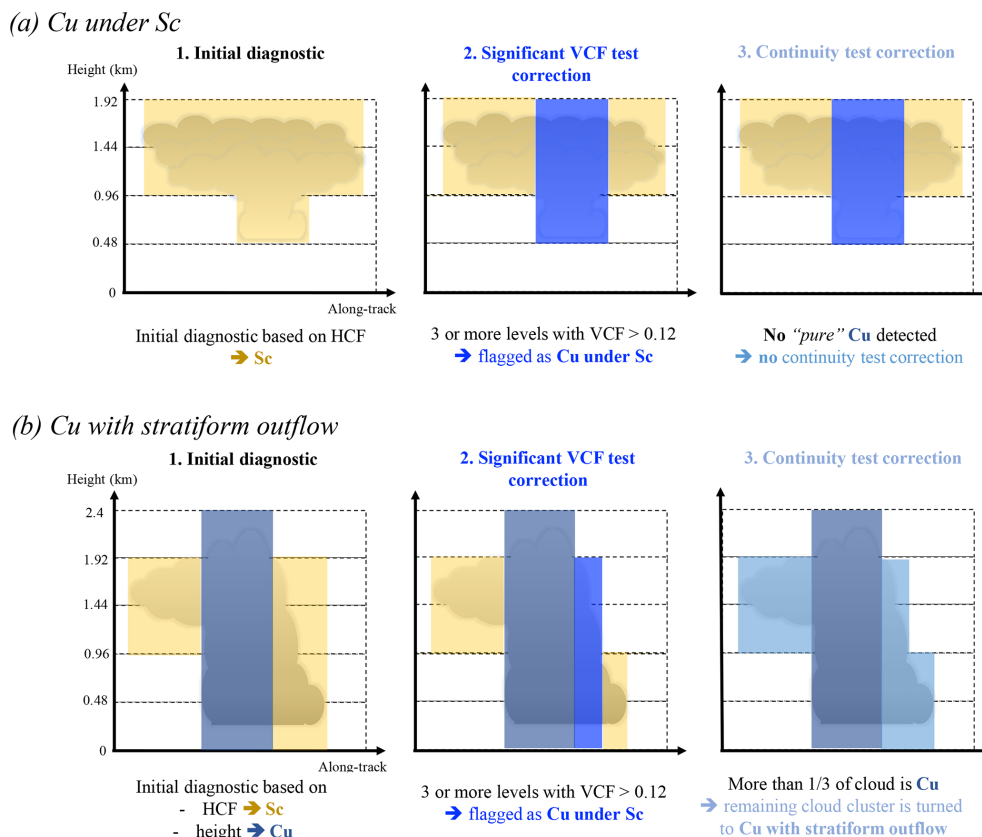 (a) Cu under Sc
1. Initial diagnostic
2. Significant VCF test
correction
3. Continuity test correction
Height (km)
1.92
1.44
0.96
0.48
0
Along-track
Initial diagnostic based on HCF
➔ Sc
3 or more levels with VCF > 0.12
➔ flagged as Cu under Sc
No “pure” Cu detected
➔ no continuity test correction
(b) Cu with stratiform outflow
1. Initial diagnostic
2. Significant VCF test
correction
3. Continuity test correction
Height (km)
2.4
1.92
1.44
0.96
0.48
0
Along-track
Initial diagnostic based on
- HCF ➔ Sc
- height ➔ Cu
3 or more levels with VCF > 0.12
➔ flagged as Cu under Sc
More than 1/3 of cloud is Cu
➔ remaining cloud cluster is turned
to Cu with stratiform outflow